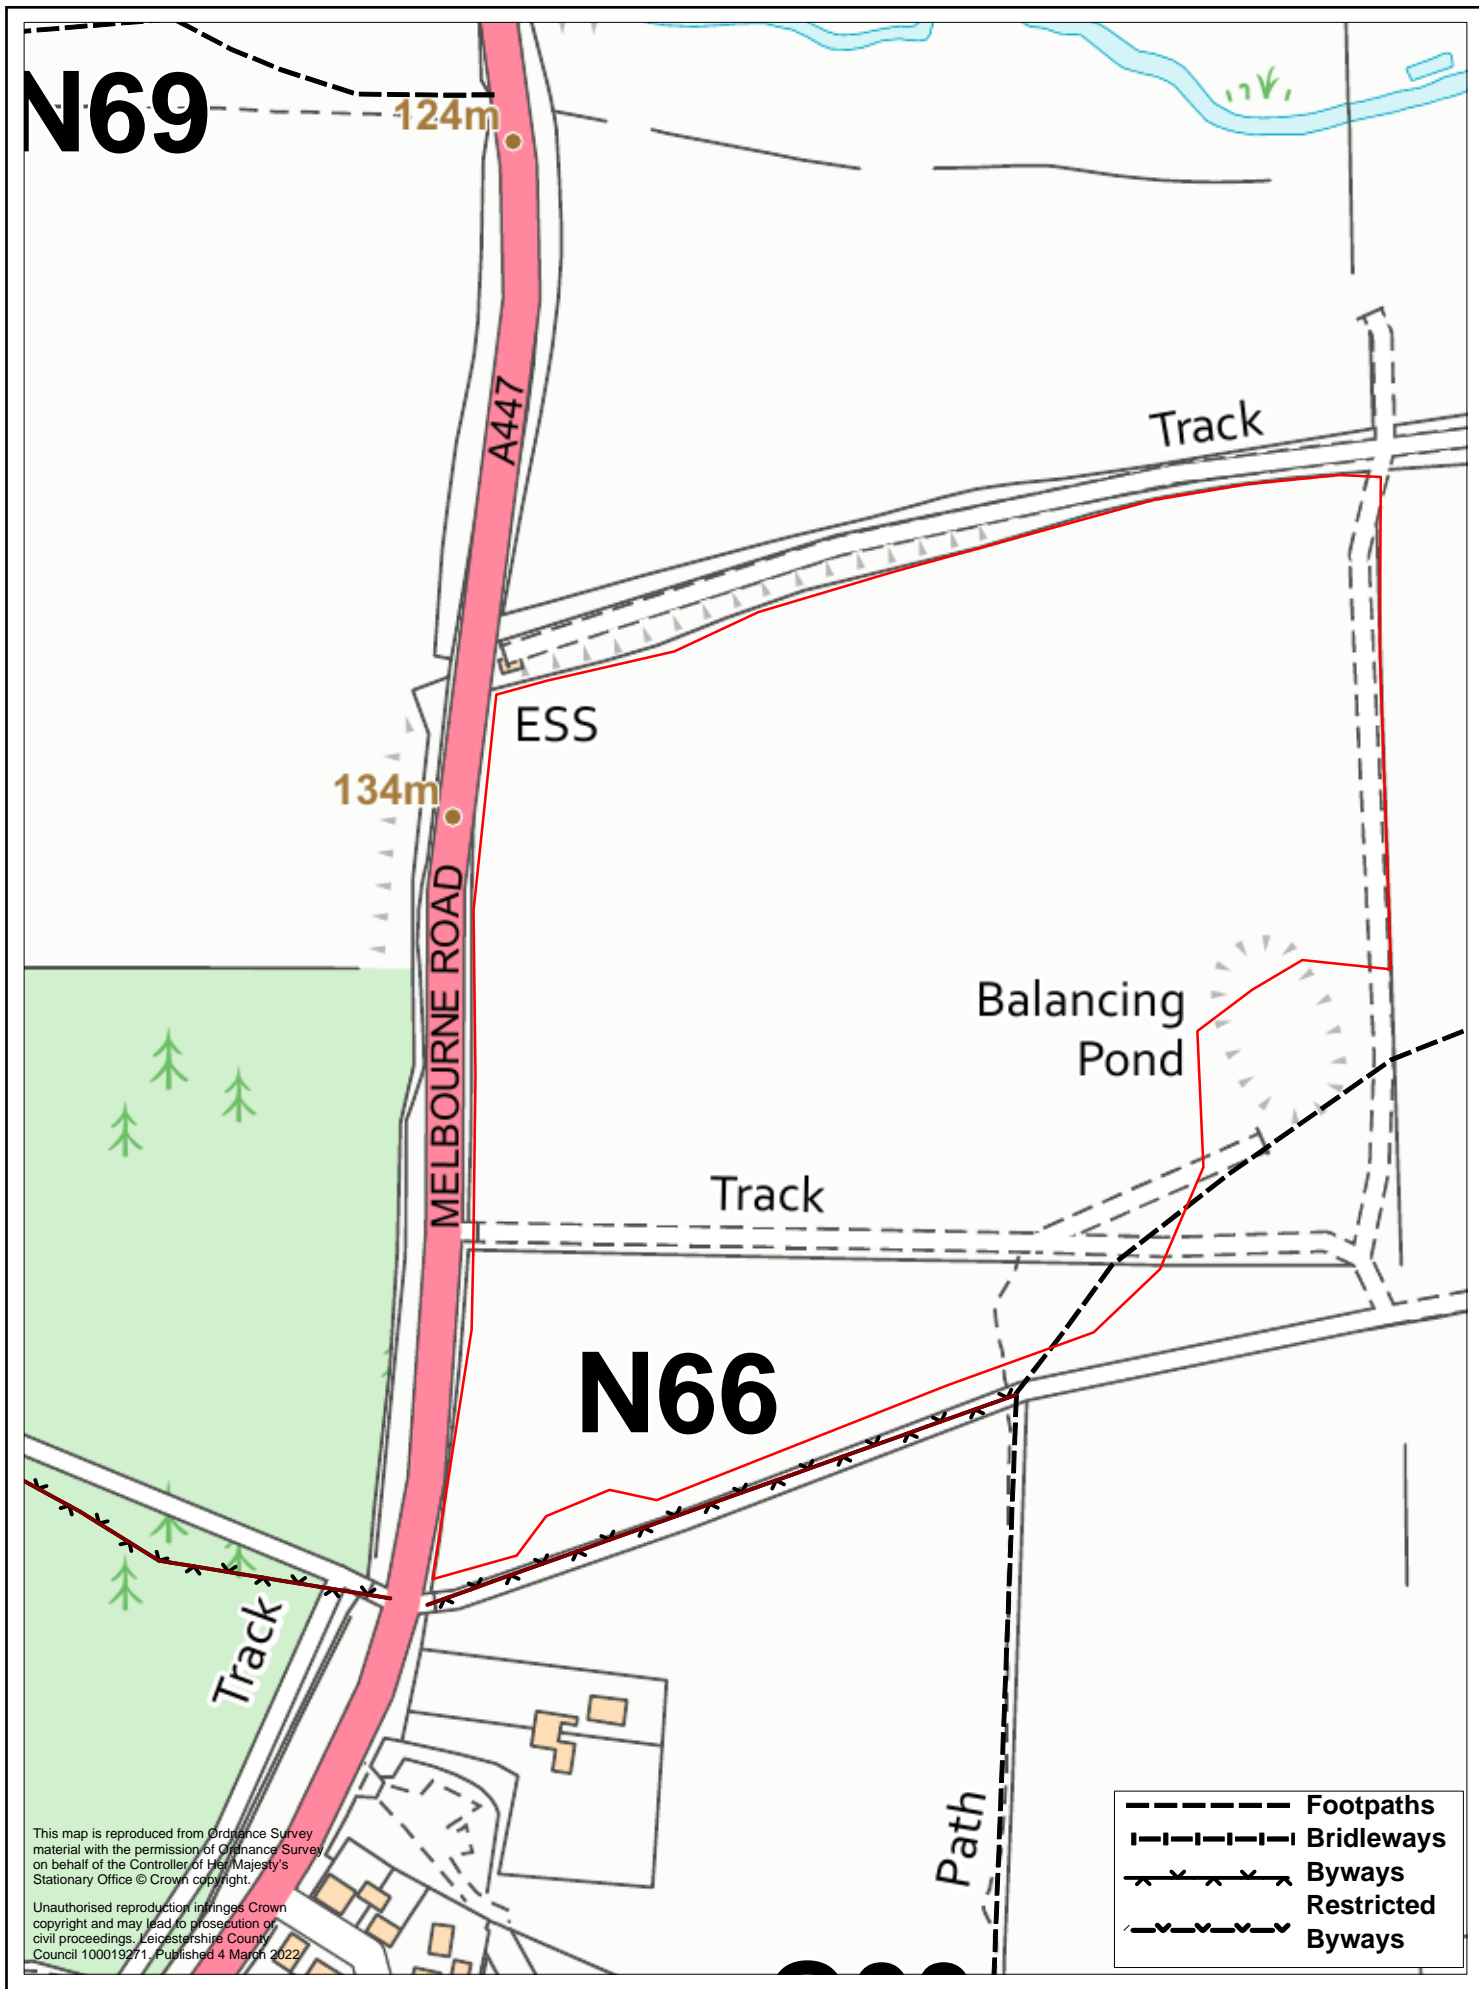 N69
124m
A447
Track
ESS
134m
MELBOURNE ROAD
Balancing
Pond
Track
N66
Track
Path
Footpaths
Bridleways
Byways
Restricted
Byways
This map is reproduced from Ordnance Survey
material with the permission of Ordnance Survey
on behalf of the Controller of Her Majesty's
Stationary Office © Crown copyright.
Unauthorised reproduction infringes Crown
copyright and may lead to prosecution or
civil proceedings. Leicestershire County
Council 100019271. Published 4 March 2022